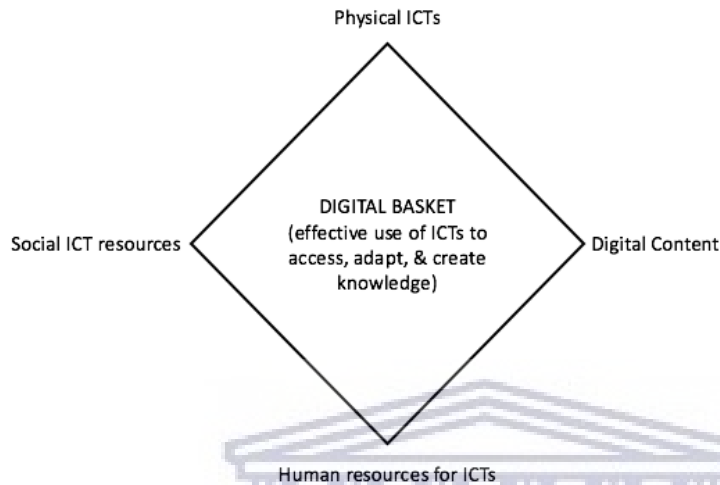 Physical ICTs
DIGITAL BASKET
(effective use of ICTs to
access, adapt, & create
knowledge)
Social ICT resources
Digital Content
Human resources for ICTs